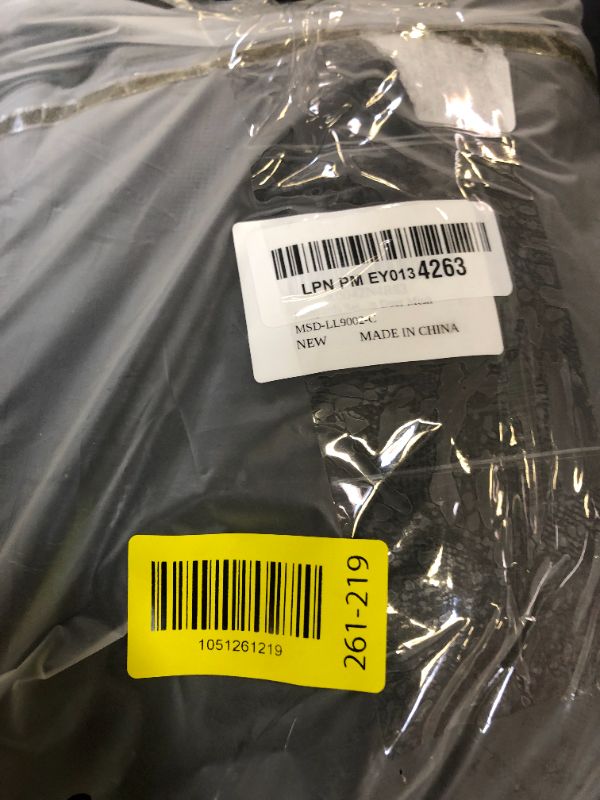 LPN PM EY0134263
MSD-LL9002-C
NEW MADE IN CHINA
1051261219
261-219